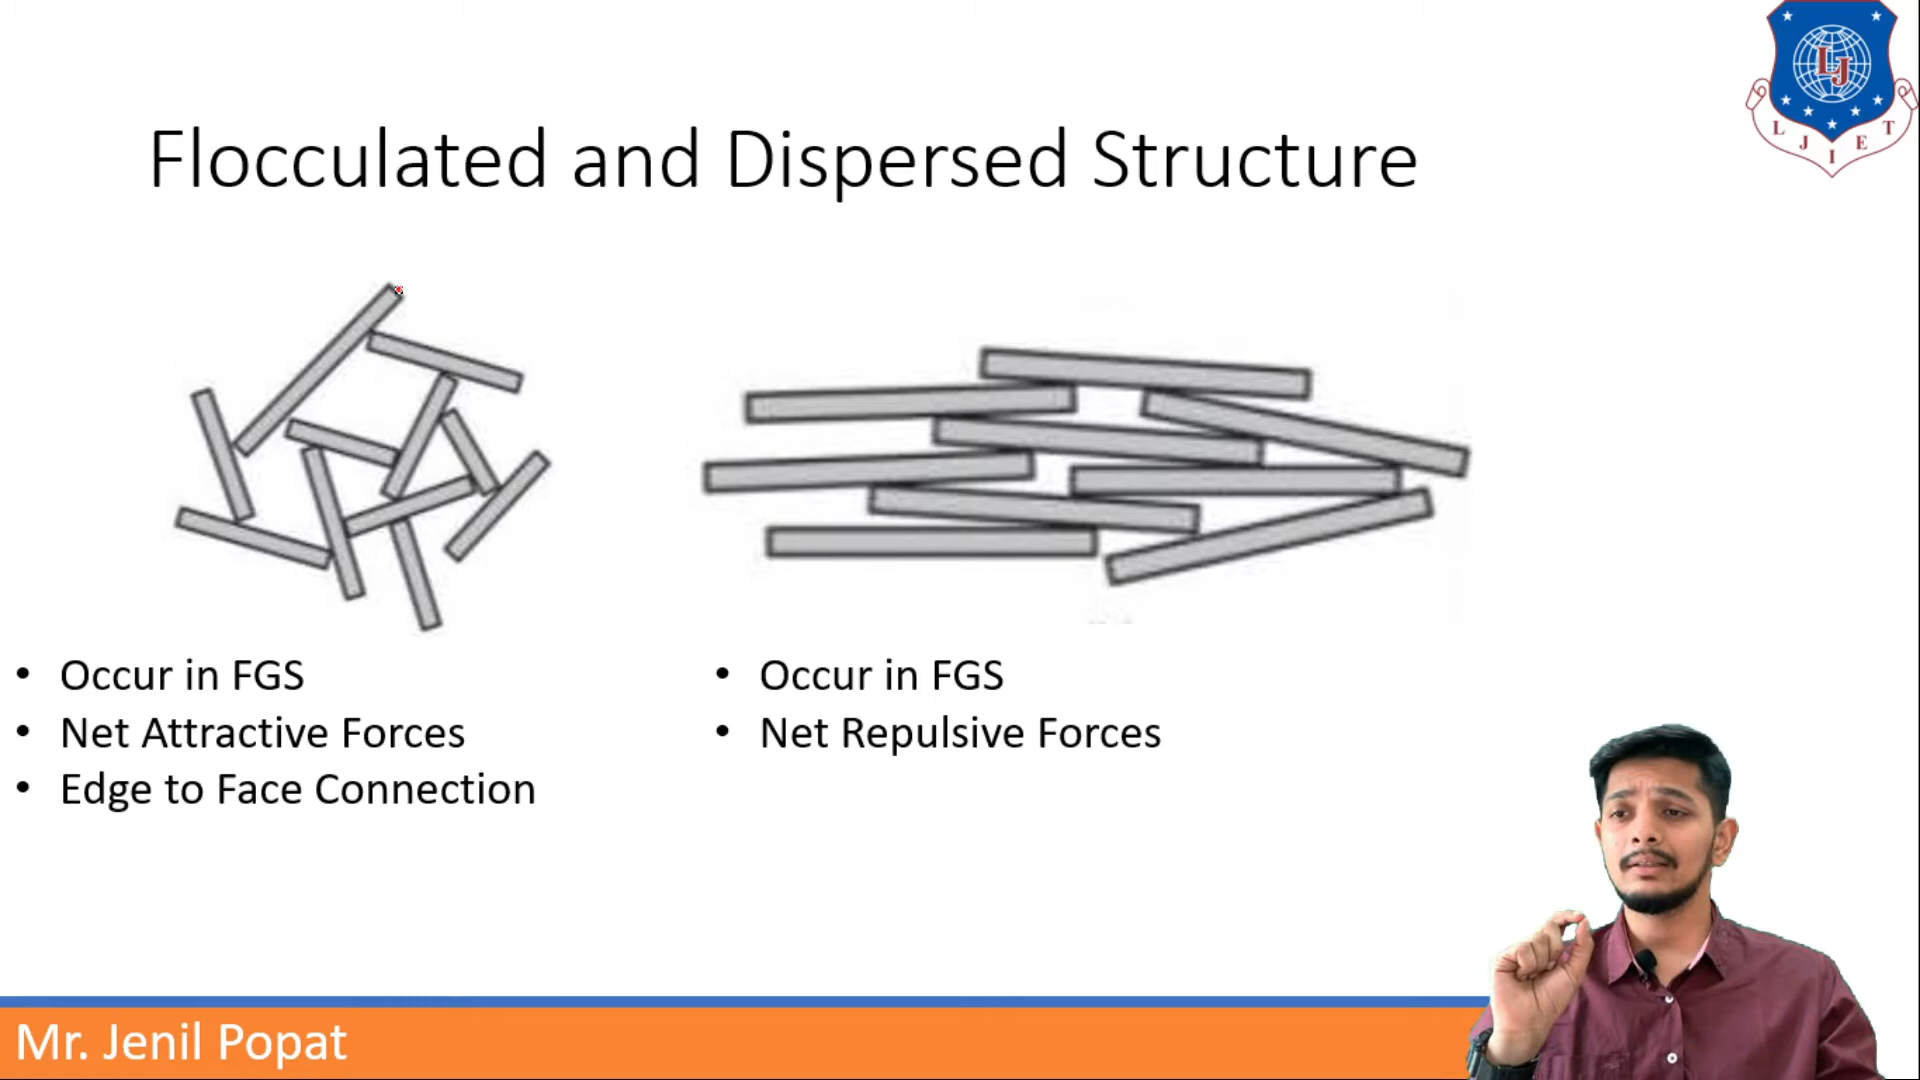 LJ
L J I E T
Flocculated and Dispersed Structure
• Occur in FGS
• Net Attractive Forces
• Edge to Face Connection
• Occur in FGS
• Net Repulsive Forces
Mr. Jenil Popat